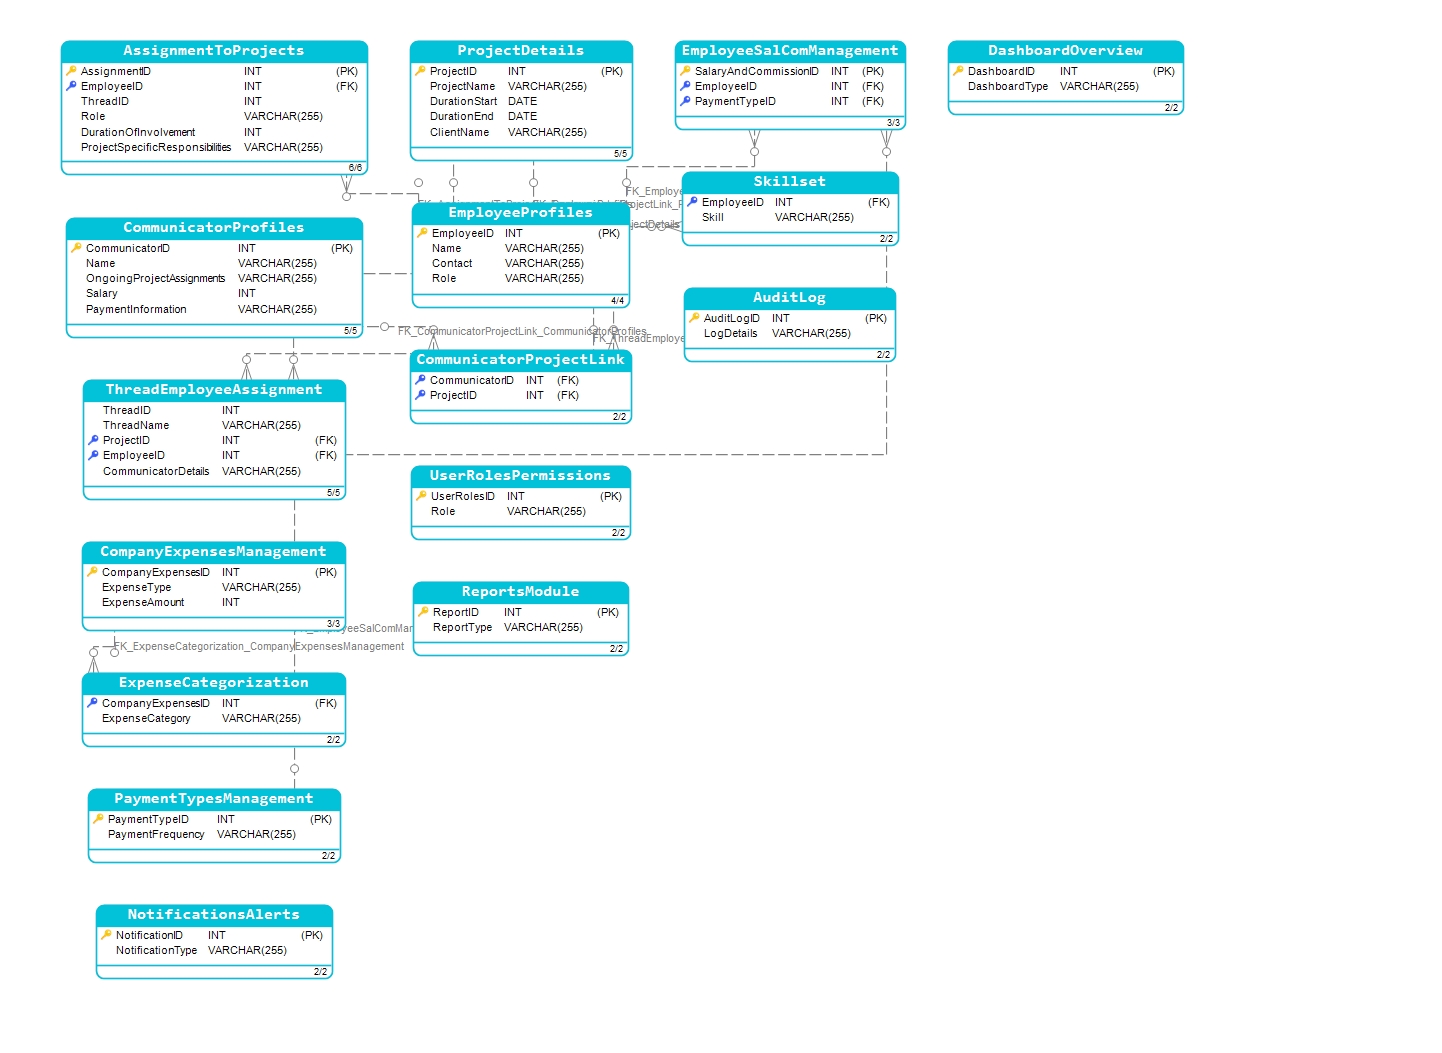 AssignmentToProjects
AssignmentID INT (PK)
EmployeeID INT (FK)
ThreadID INT
Role VARCHAR(255)
DurationOfInvolvement INT
ProjectSpecificResponsibilities VARCHAR(255)
6/6
ProjectDetails
ProjectID INT (PK)
ProjectName VARCHAR(255)
DurationStart DATE
DurationEnd DATE
ClientName VARCHAR(255)
5/5
EmployeeSalComManagement
SalaryAndCommissionID INT (PK)
EmployeeID INT (FK)
PaymentTypeID INT (FK)
3/3
DashboardOverview
DashboardID INT (PK)
DashboardType VARCHAR(255)
2/2
Skillset
EmployeeID INT (FK)
Skill VARCHAR(255)
2/2
FK_Employe
ojectLink_F
jectDetails
CommunicatorProfiles
CommunicatorID INT (PK)
Name VARCHAR(255)
OngoingProjectAssignments VARCHAR(255)
Salary INT
PaymentInformation VARCHAR(255)
5/5
EmployeeProfiles
EmployeeID INT (PK)
Name VARCHAR(255)
Contact VARCHAR(255)
Role VARCHAR(255)
4/4
AuditLog
AuditLogID INT (PK)
LogDetails VARCHAR(255)
2/2
FK_CommunicatorProjectLink_CommunicatorProfiles
FK_ThreadEmploye
ThreadEmployeeAssignment
ThreadID INT
ThreadName VARCHAR(255)
ProjectID INT (FK)
EmployeeID INT (FK)
CommunicatorDetails VARCHAR(255)
5/5
CommunicatorProjectLink
CommunicatorID INT (FK)
ProjectID INT (FK)
2/2
UserRolesPermissions
UserRolesID INT (PK)
Role VARCHAR(255)
2/2
CompanyExpensesManagement
CompanyExpensesID INT (PK)
ExpenseType VARCHAR(255)
ExpenseAmount INT
3/3
ReportsModule
ReportID INT (PK)
ReportType VARCHAR(255)
2/2
_EmployeeSalComMan
FK_ExpenseCategorization_CompanyExpensesManagement
ExpenseCategorization
CompanyExpensesID INT (FK)
ExpenseCategory VARCHAR(255)
2/2
PaymentTypesManagement
PaymentTypeID INT (PK)
PaymentFrequency VARCHAR(255)
2/2
NotificationsAlerts
NotificationID INT (PK)
NotificationType VARCHAR(255)
2/2